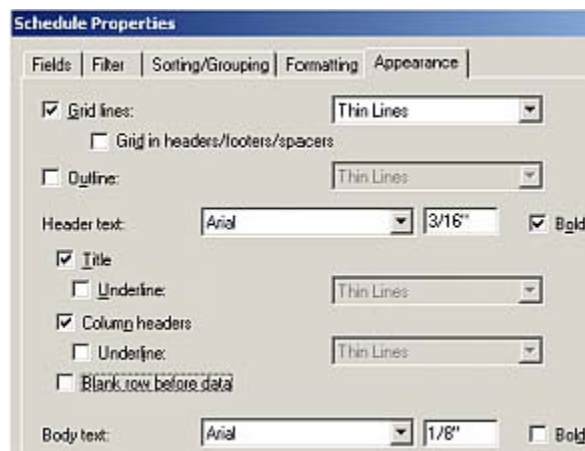 Schedule Properties
Fields Filter Sorting/Grouping Formatting Appearance
Grid lines: Thin Lines
Grid in headers/footers/spacers
Outline: Thin Lines
Header text: Arial 3/16" Bold
Title
Underline: Thin Lines
Column headers
Underline: Thin Lines
Blank row before data
Body text: Arial 1/8" Bold